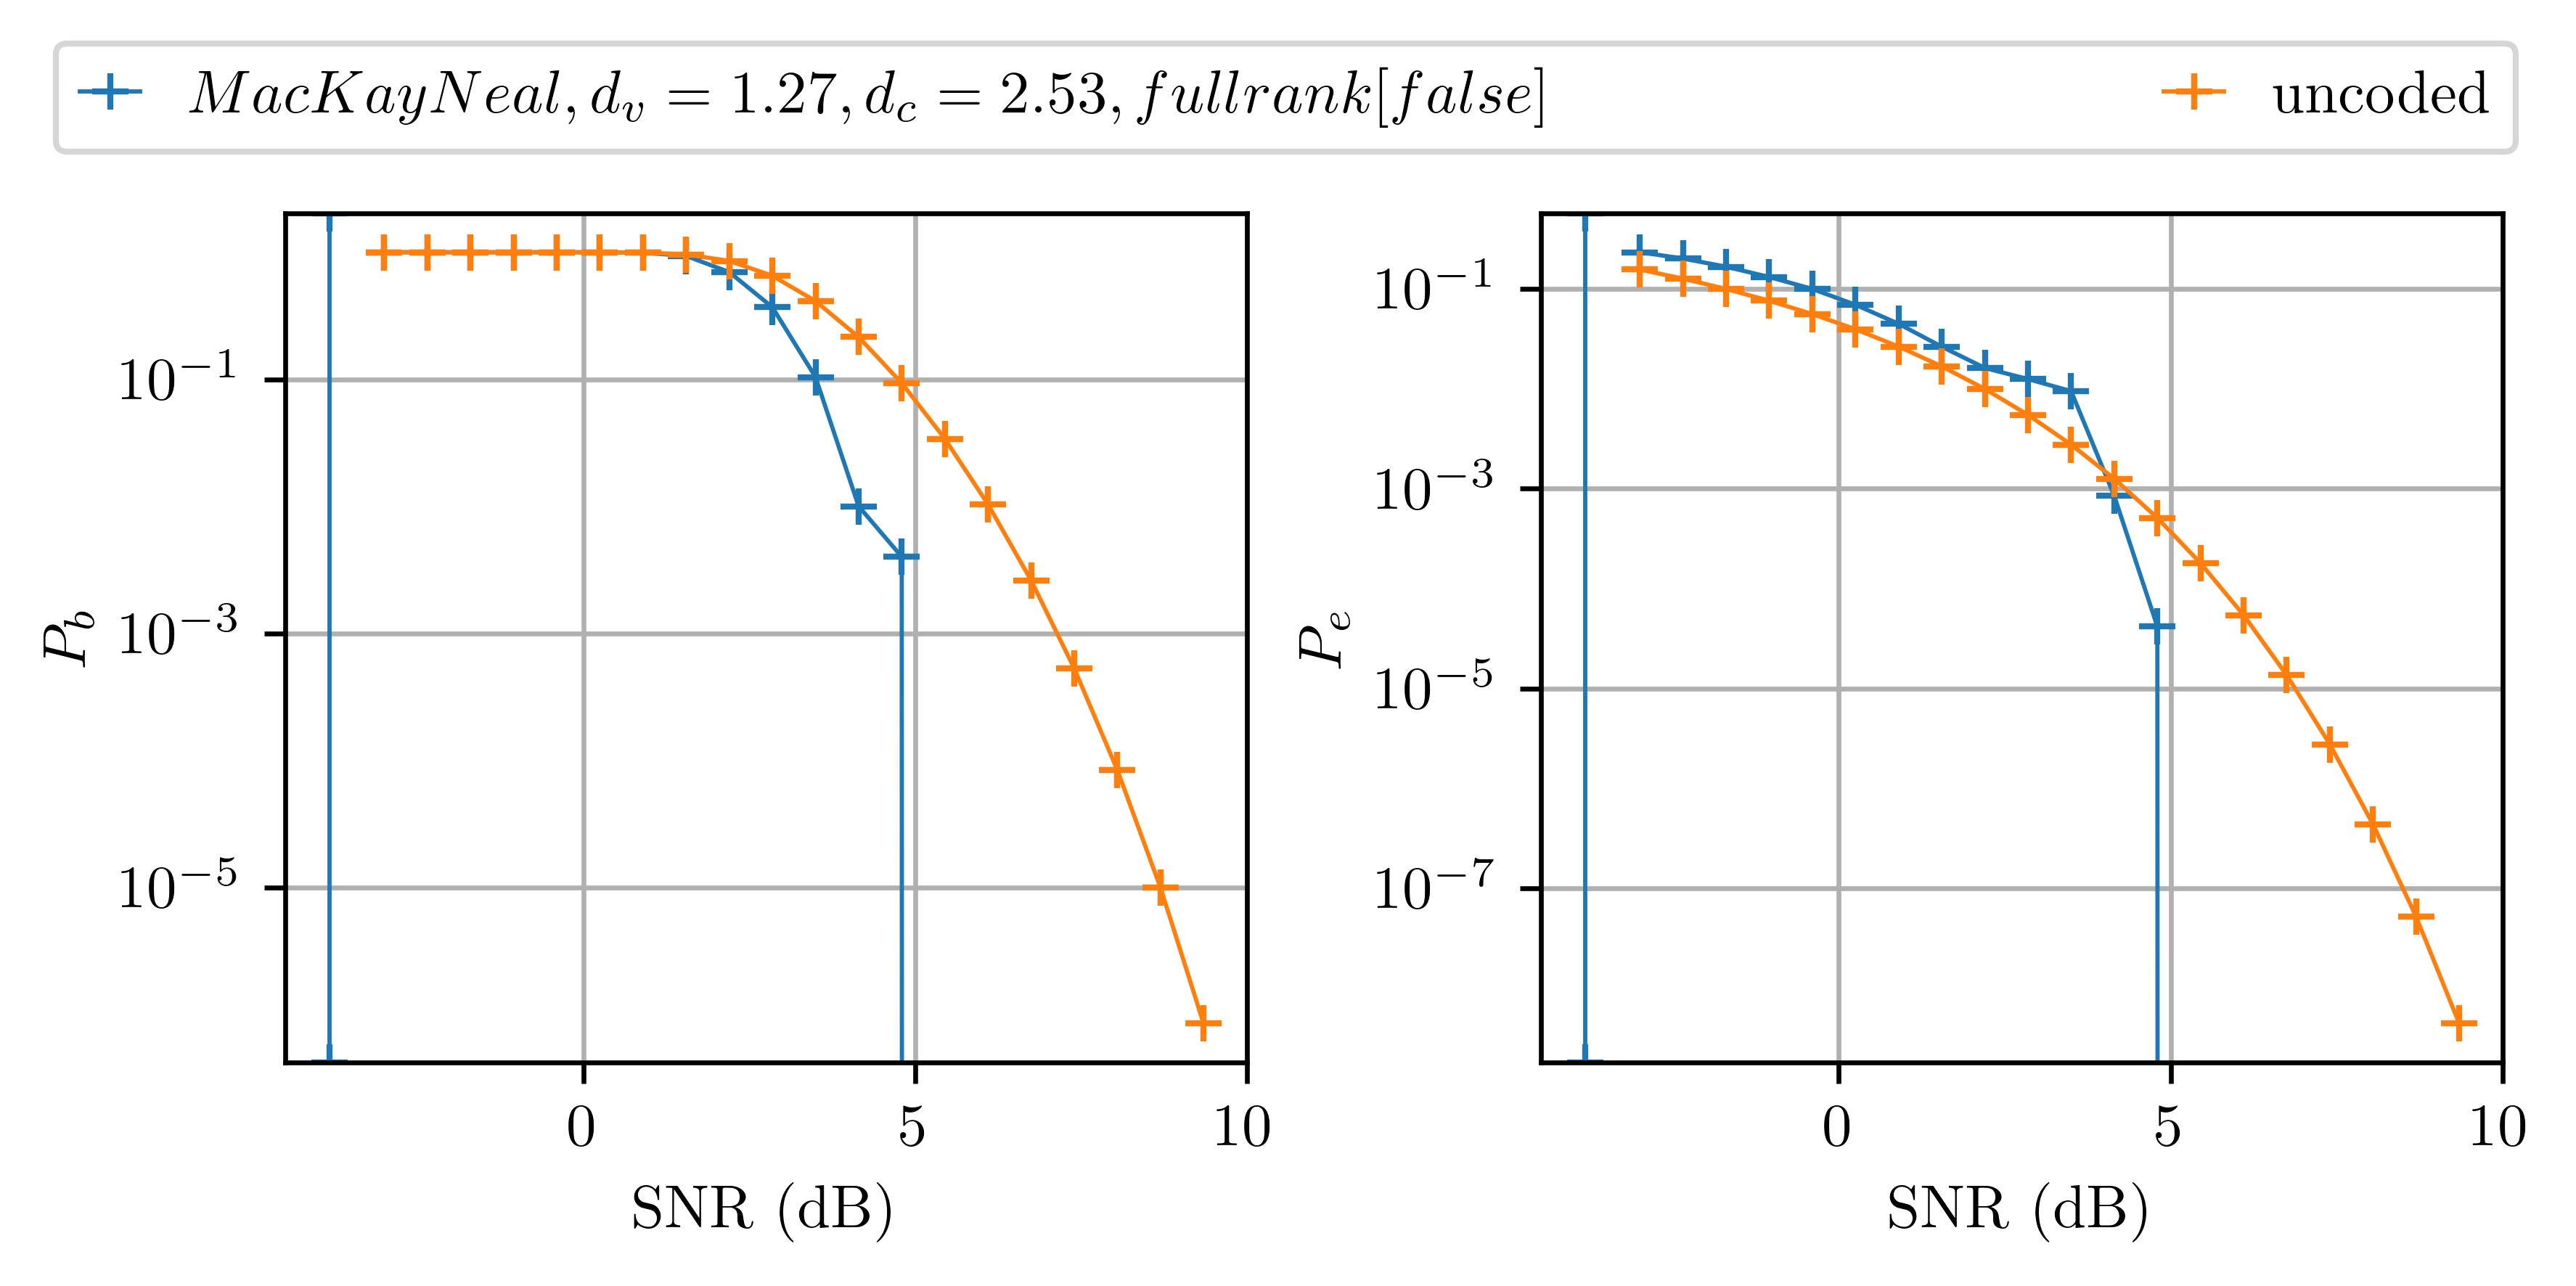 MacKayNeal, d_v = 1.27, d_c = 2.53, fullrank[false]
uncoded
P_b
10^{-1}
10^{-3}
10^{-5}
0 5 10
SNR (dB)
P_e
10^{-1}
10^{-3}
10^{-5}
10^{-7}
0 5 10
SNR (dB)